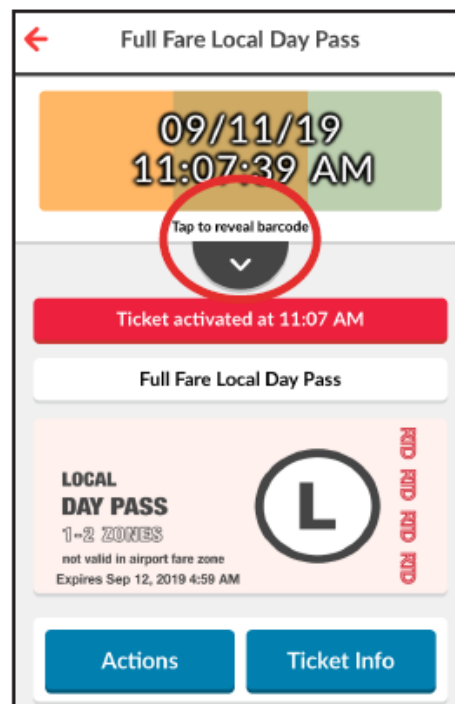 Full Fare Local Day Pass
09/11/19
11:07:39 AM
Tap to reveal barcode
Ticket activated at 11:07 AM
Full Fare Local Day Pass
LOCAL
DAY PASS
1-2 ZONES
not valid in airport fare zone
Expires Sep 12, 2019 4:59 AM
L
RTD RTD RTD RTD
Actions
Ticket Info